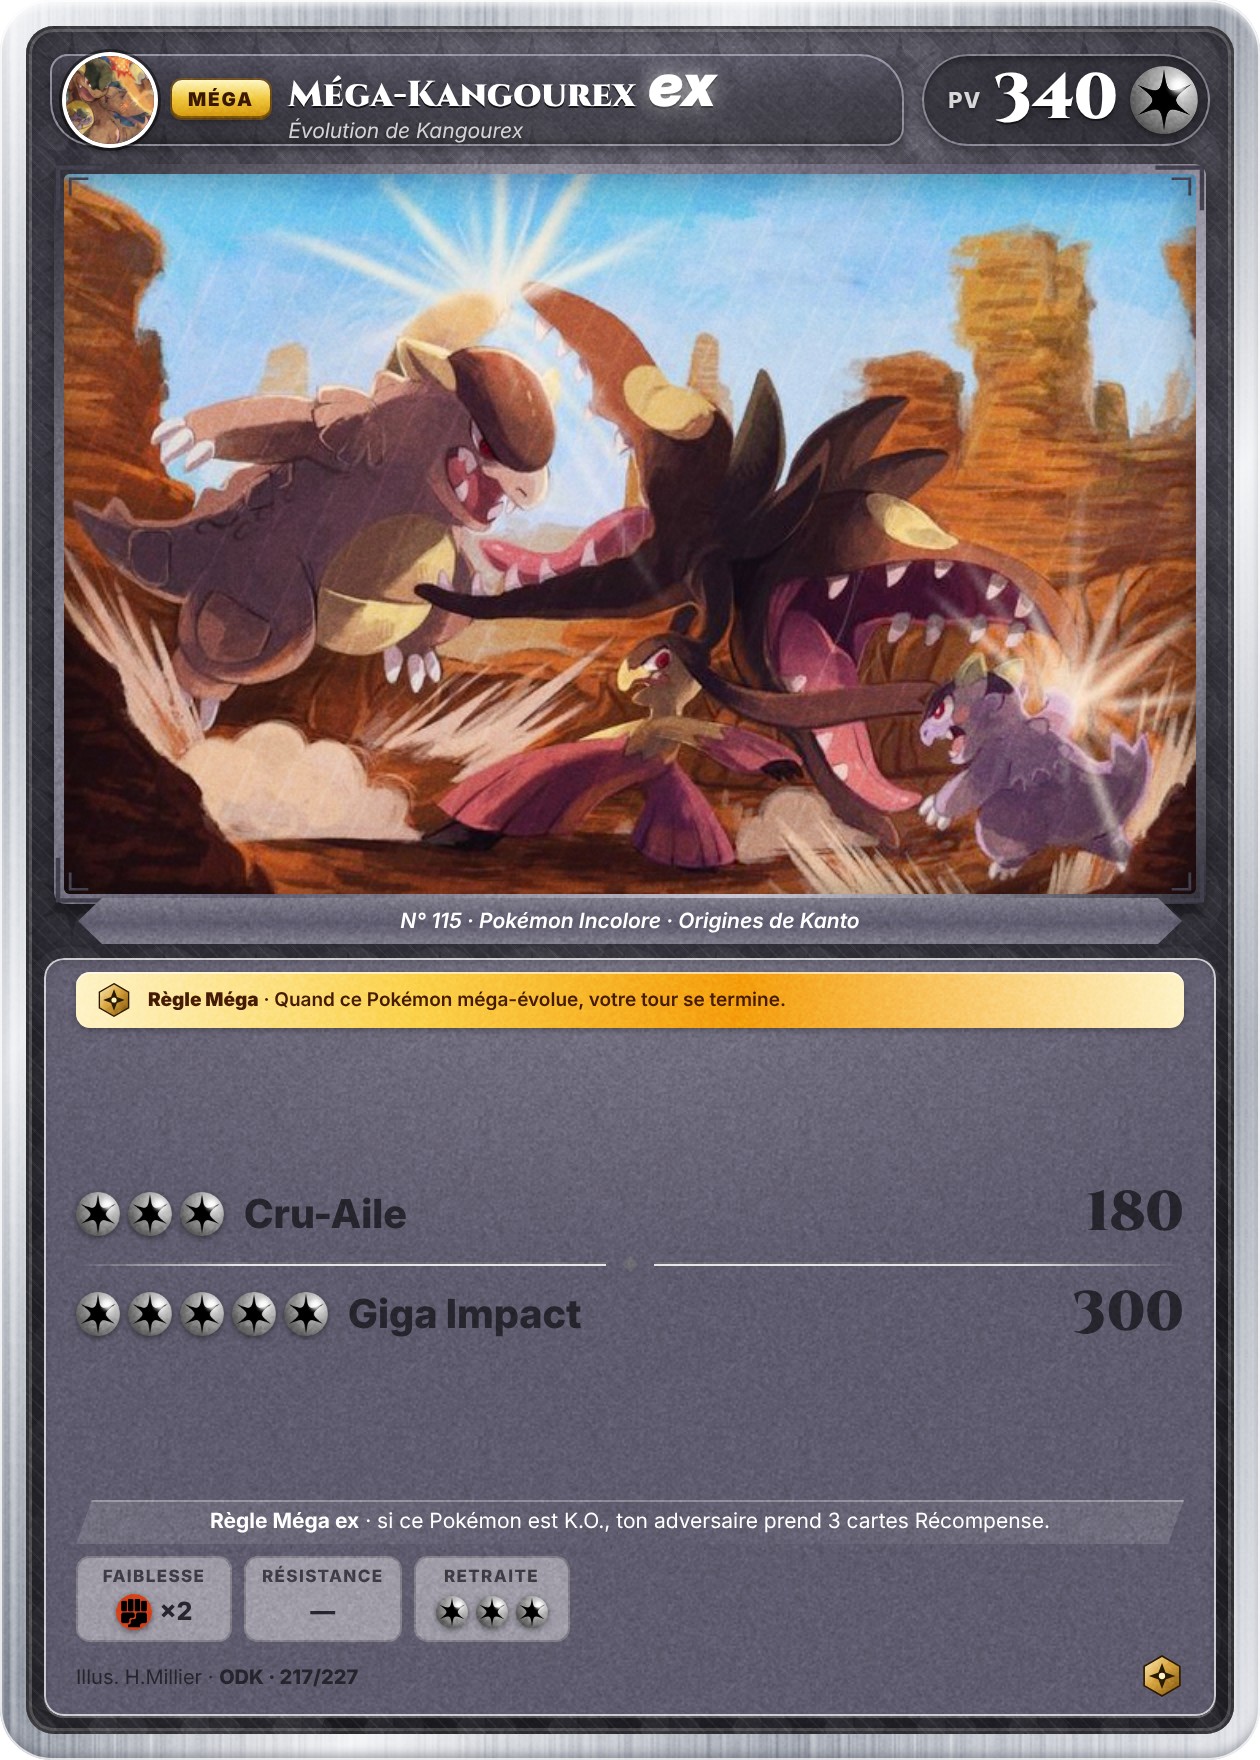 MÉGA
Méga-Kangourex ex
Évolution de Kangourex
PV 340
N° 115 · Pokémon Incolore · Origines de Kanto
Règle Méga · Quand ce Pokémon méga-évolue, votre tour se termine.
Cru-Aile 180
Giga Impact 300
Règle Méga ex · si ce Pokémon est K.O., ton adversaire prend 3 cartes Récompense.
FAIBLESSE RÉSISTANCE RETRAITE
×2 —
Illus. H.Millier · ODK · 217/227